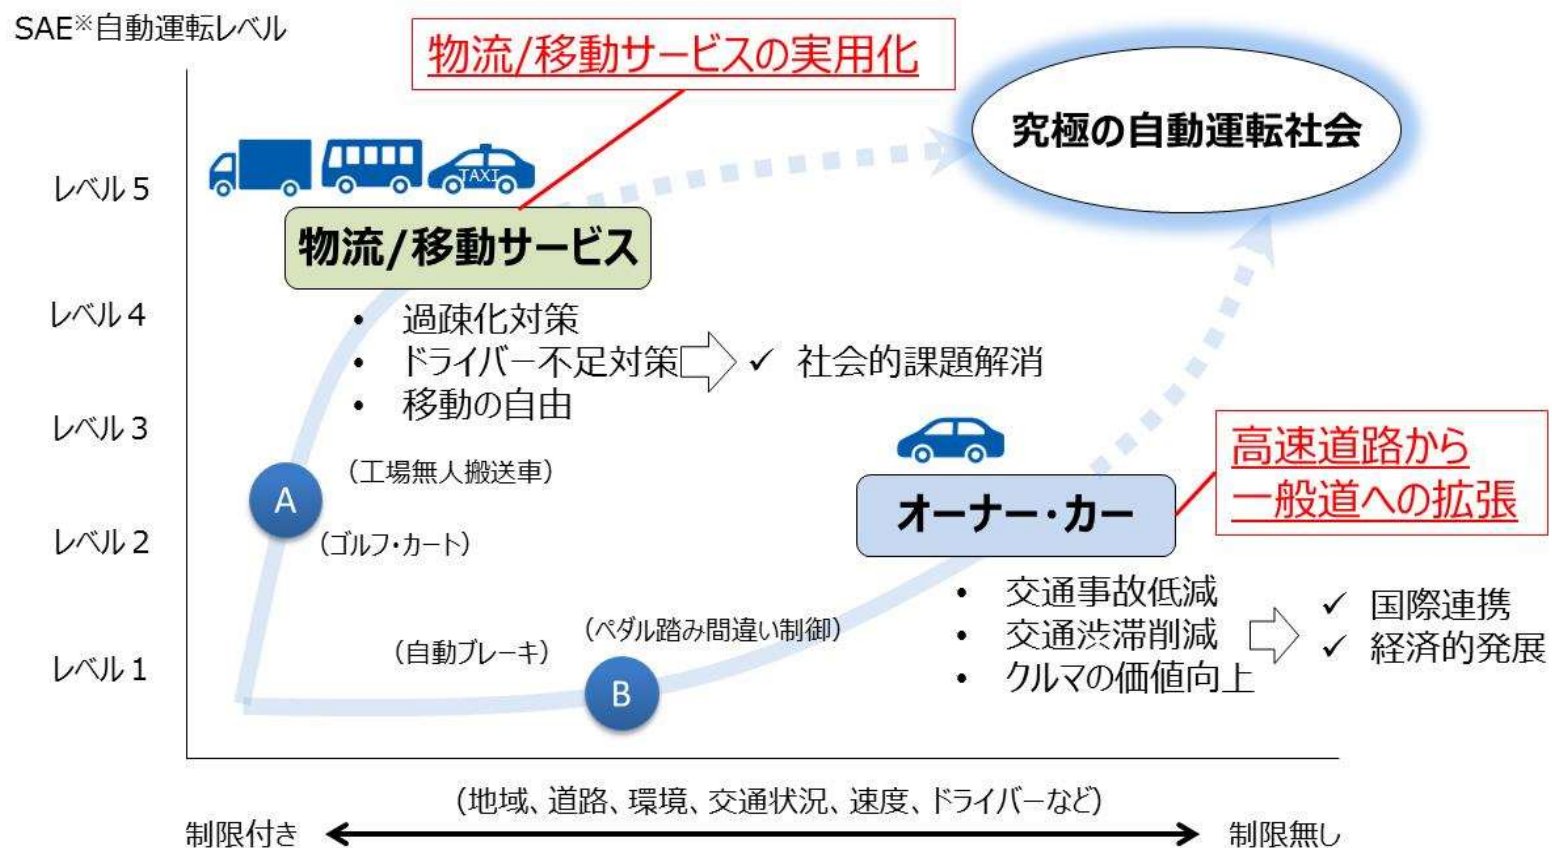 SAE※自動運転レベル
物流/移動サービスの実用化
究極の自動運転社会
TAXI
レベル5
物流/移動サービス
レベル4
• 過疎化対策
• ドライバー不足対策
• 移動の自由
✓ 社会的課題解消
レベル3
高速道路から
一般道への拡張
(工場無人搬送車)
A
オーナー・カー
レベル2
(ゴルフ・カート)
• 交通事故低減
• 交通渋滞削減
• クルマの価値向上
✓ 国際連携
✓ 経済的発展
(ペダル踏み間違い制御)
(自動ブレーキ)
レベル1
B
(地域、道路、環境、交通状況、速度、ドライバーなど)
制限付き
制限無し